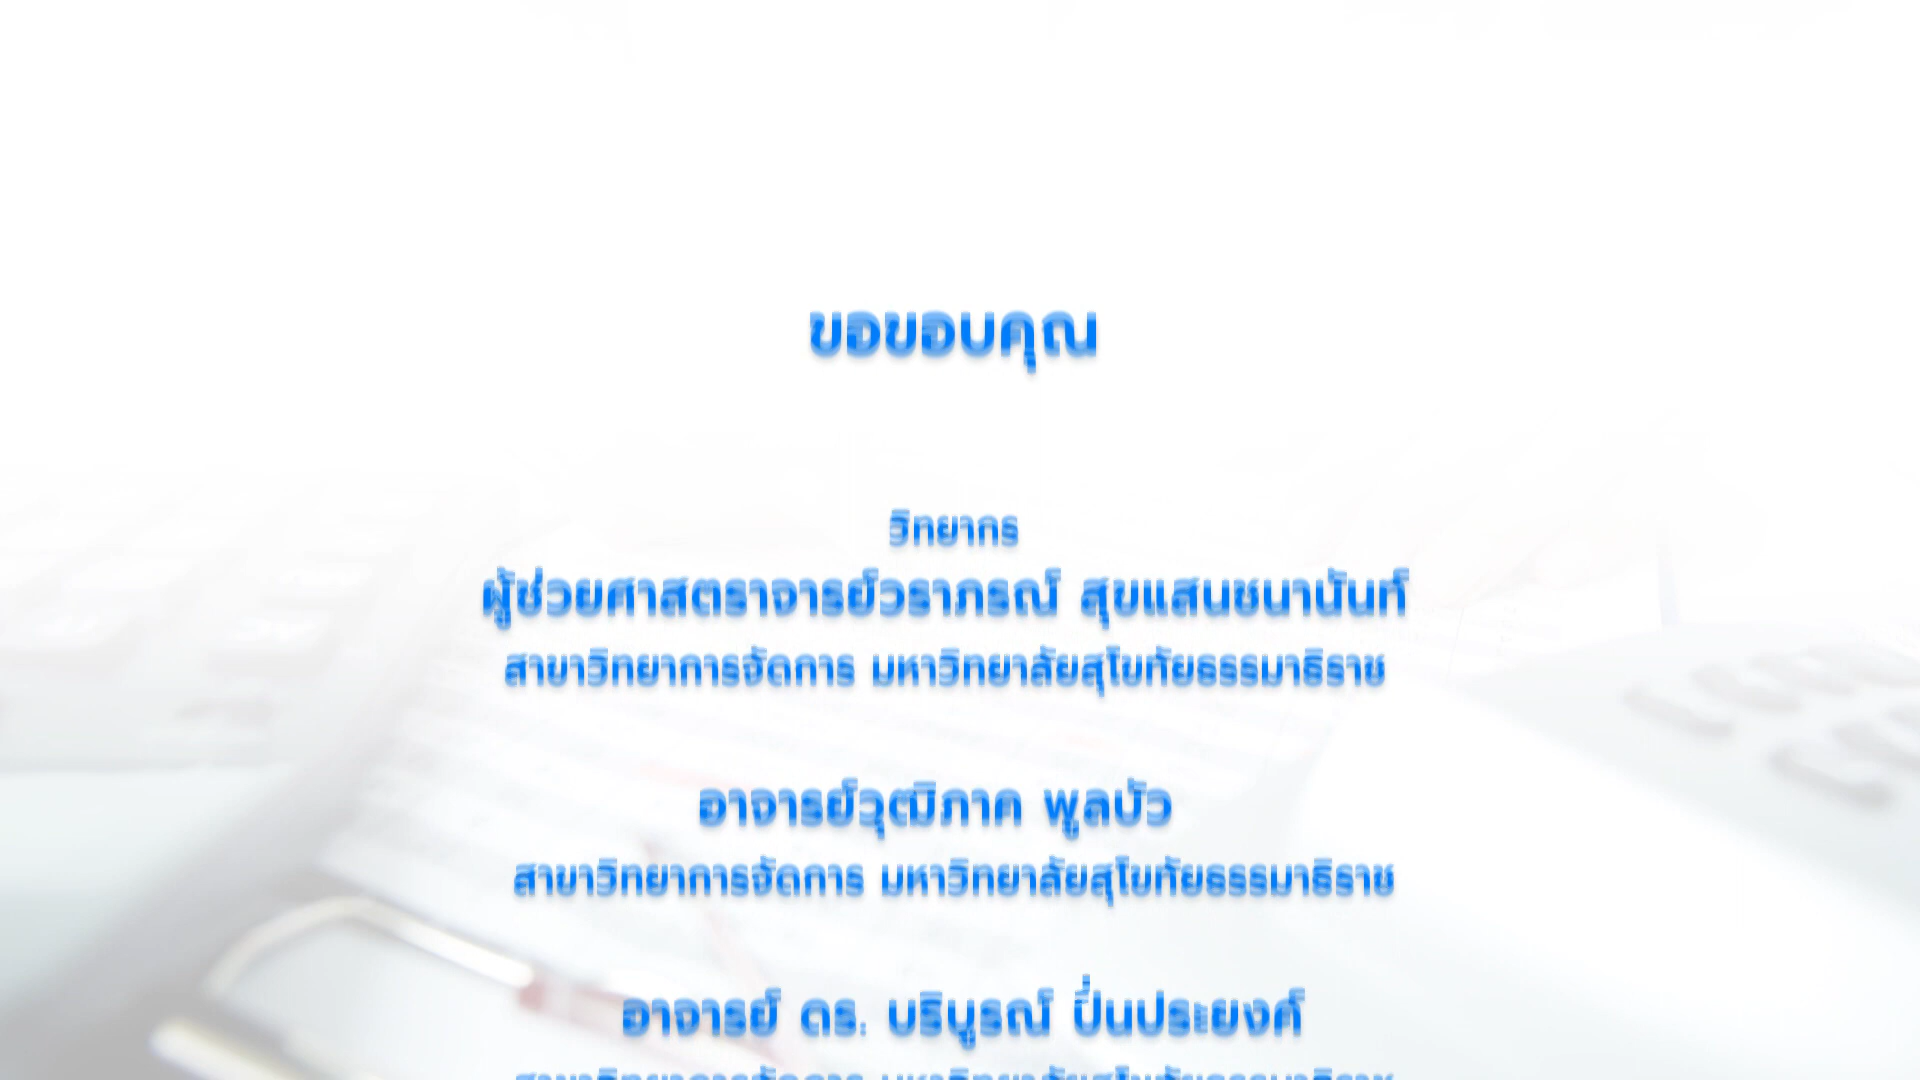 ขอขอบคุณ
วิทยากร
ผู้ช่วยศาสตราจารย์วราภรณ์ สุขแสนชนานันท์
สาขาวิทยาการจัดการ มหาวิทยาลัยสุโขทัยธรรมาธิราช
อาจารย์วุฒิภาค พูลบัว
สาขาวิทยาการจัดการ มหาวิทยาลัยสุโขทัยธรรมาธิราช
อาจารย์ ดร. บริบูรณ์ ปิ่นประยงค์